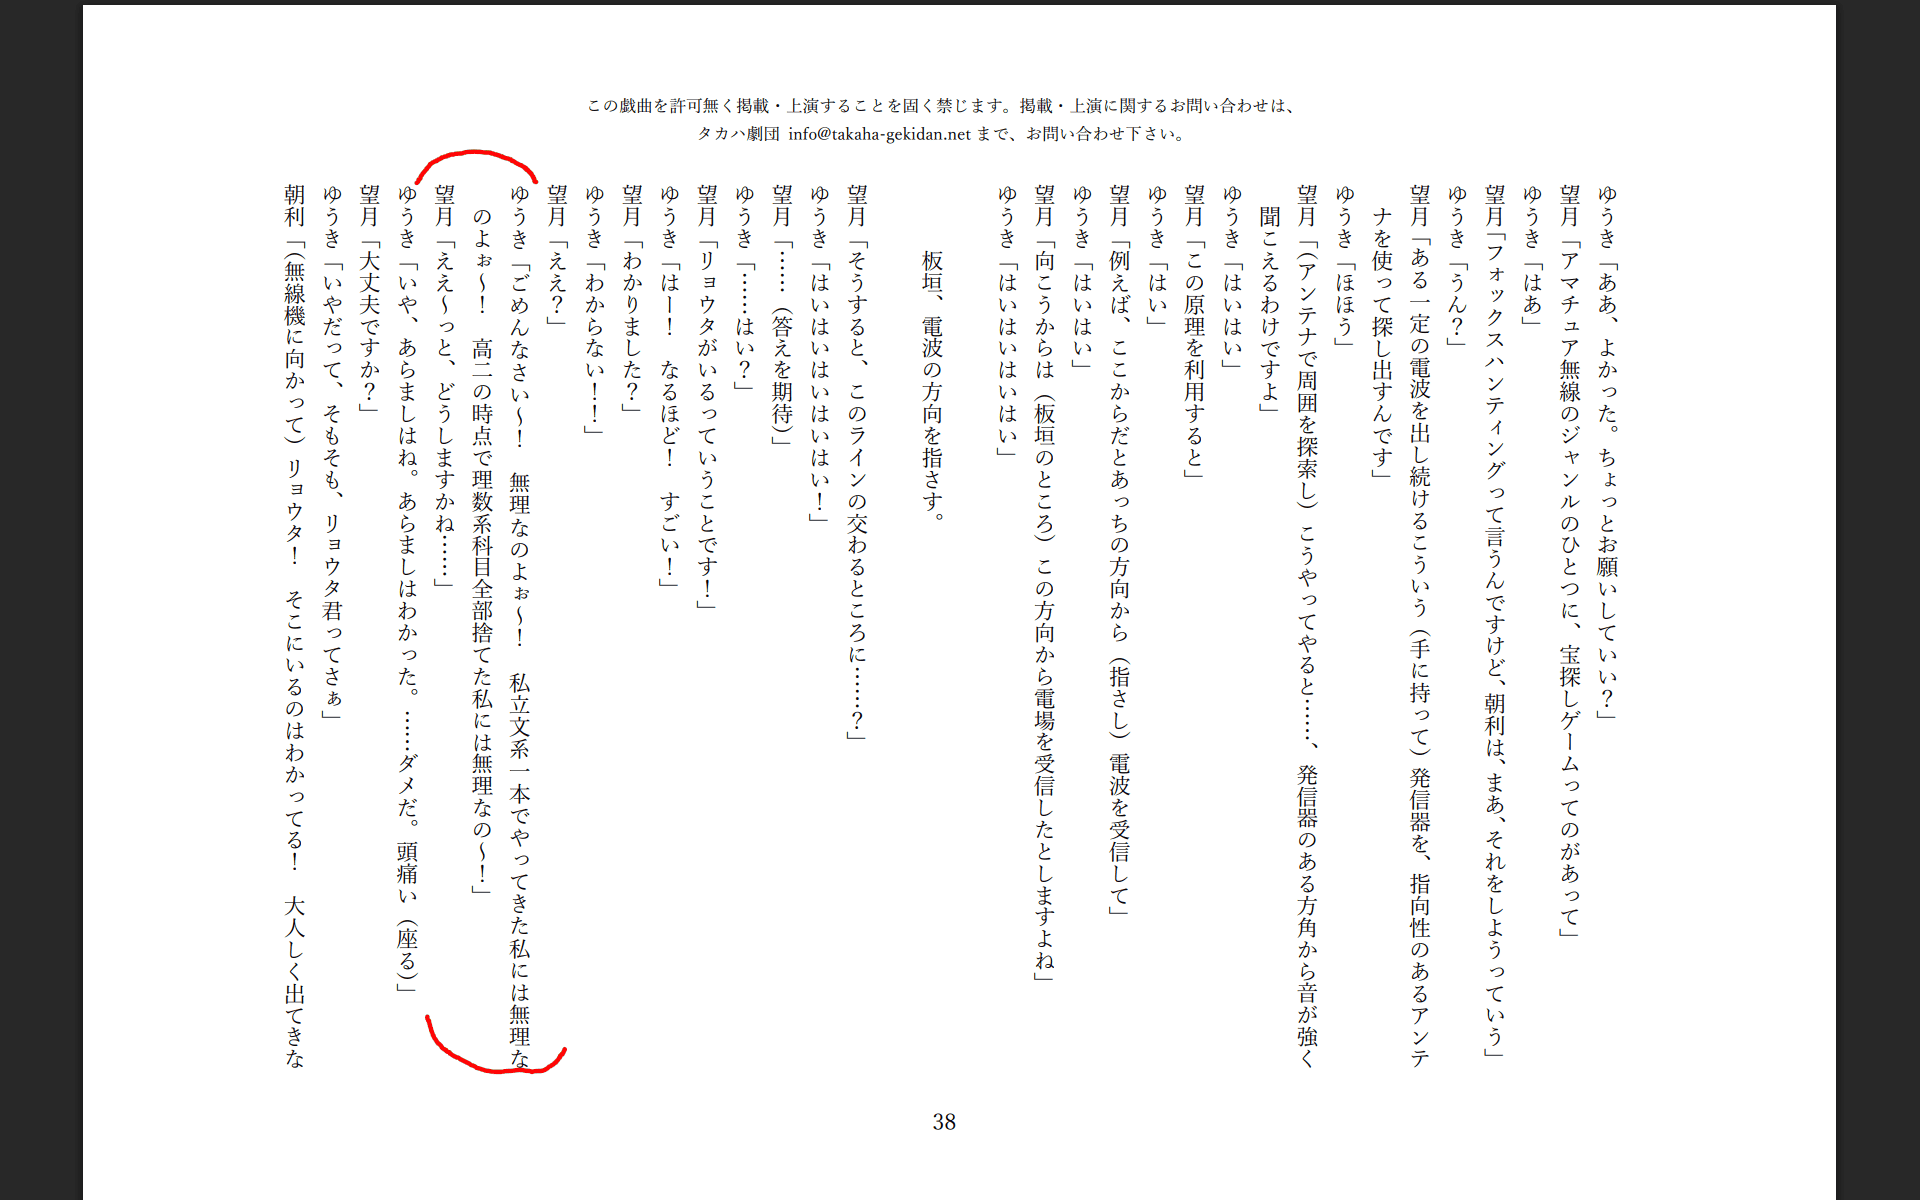 この戯曲を許可無く掲載・上演することを固く禁じます。掲載・上演に関するお問い合わせは、
タカハ劇団 info@takaha-gekidan.net まで、お問い合わせ下さい。
ゆうき「ああ、よかった。ちょっとお願いしていい？」
望月「アマチュア無線のジャンルのひとつに、宝探しゲームってのがあって」
ゆうき「はあ」
望月「フォックスハンティングって言うんですけど、朝利は、まあ、それをしようっていう」
ゆうき「うん？」
望月「ある一定の電波を出し続けるこういう（手に持って）発信器を、指向性のあるアンテ
ナを使って探し出すんです」
ゆうき「ほほう」
望月「（アンテナで周囲を探索し）こうやってやると……、発信器のある方角から音が強く
聞こえるわけですよ」
ゆうき「はいはい」
望月「この原理を利用すると」
ゆうき「はい」
望月「例えば、ここからだとあっちの方向から（指さし）電波を受信して」
ゆうき「はいはい」
望月「向こうからは（板垣のところ）この方向から電場を受信したとしますよね」
ゆうき「はいはいはいはいはい」
板垣、電波の方向を指さす。
望月「そうすると、このラインの交わるところに……？」
ゆうき「はいはいはいはいはいはい！」
望月「……（答えを期待）」
ゆうき「……はい？」
望月「リョウタがいるっていうことです！」
ゆうき「はー！　なるほど！　すごい！」
望月「わかりました？」
ゆうき「わからない！！」
望月「ええ？」
ゆうき「ごめんなさい～！　無理なのよぉ～！　私立文系一本でやってきた私には無理な
のよぉ～！　高二の時点で理数系科目全部捨てた私には無理なの～！」
望月「ええ～っと、どうしますかね……」
ゆうき「いや、あらましはね。あらましはわかった。……ダメだ。頭痛い（座る）」
望月「大丈夫ですか？」
ゆうき「いやだって、そもそも、リョウタ君ってさぁ」
朝利「（無線機に向かって）リョウタ！　そこにいるのはわかってる！　大人しく出てきな
38